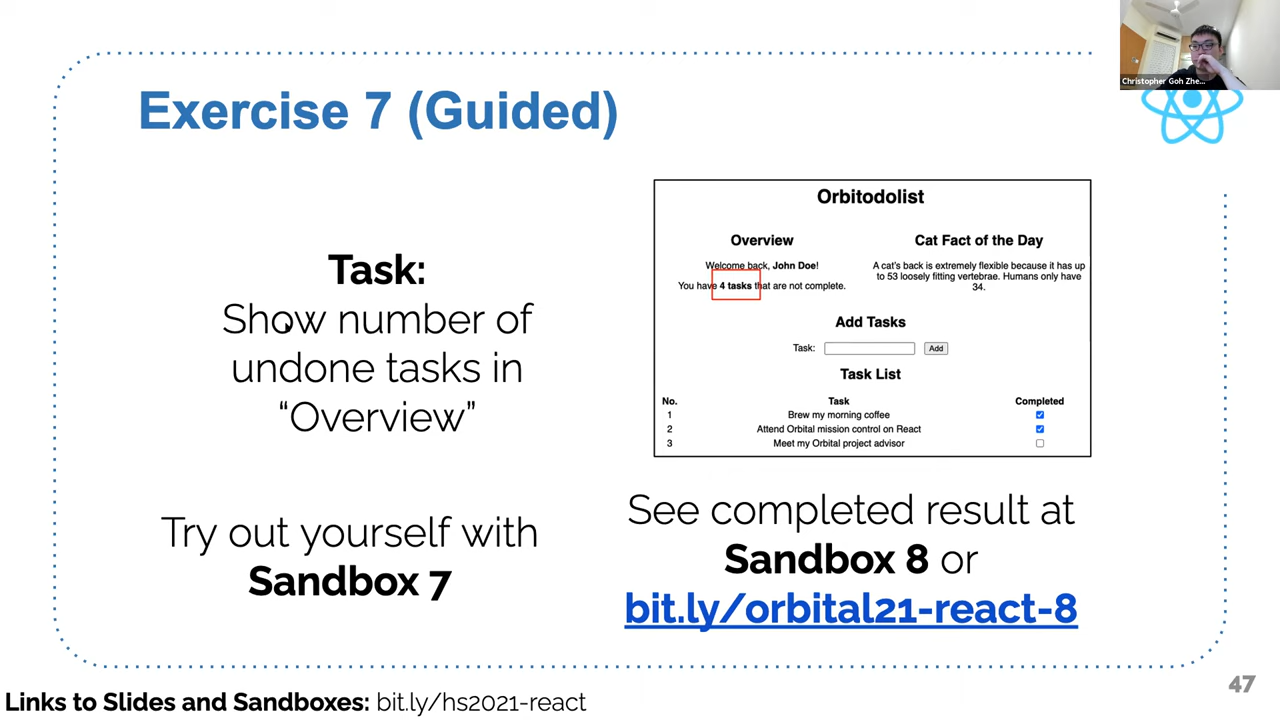 Christopher Goh Zhe...
Exercise 7 (Guided)
Task:
Show number of
undone tasks in
“Overview”
Try out yourself with
Sandbox 7
Orbitodolist
Overview
Welcome back, John Doe!
You have 4 tasks that are not complete.
Cat Fact of the Day
A cat's back is extremely flexible because it has up
to 53 loosely fitting vertebrae. Humans only have
34.
Add Tasks
Task: Add
Task List
No. Task Completed
1 Brew my morning coffee
2 Attend Orbital mission control on React
3 Meet my Orbital project advisor
See completed result at
Sandbox 8 or
bit.ly/orbital21-react-8
47
Links to Slides and Sandboxes: bit.ly/hs2021-react